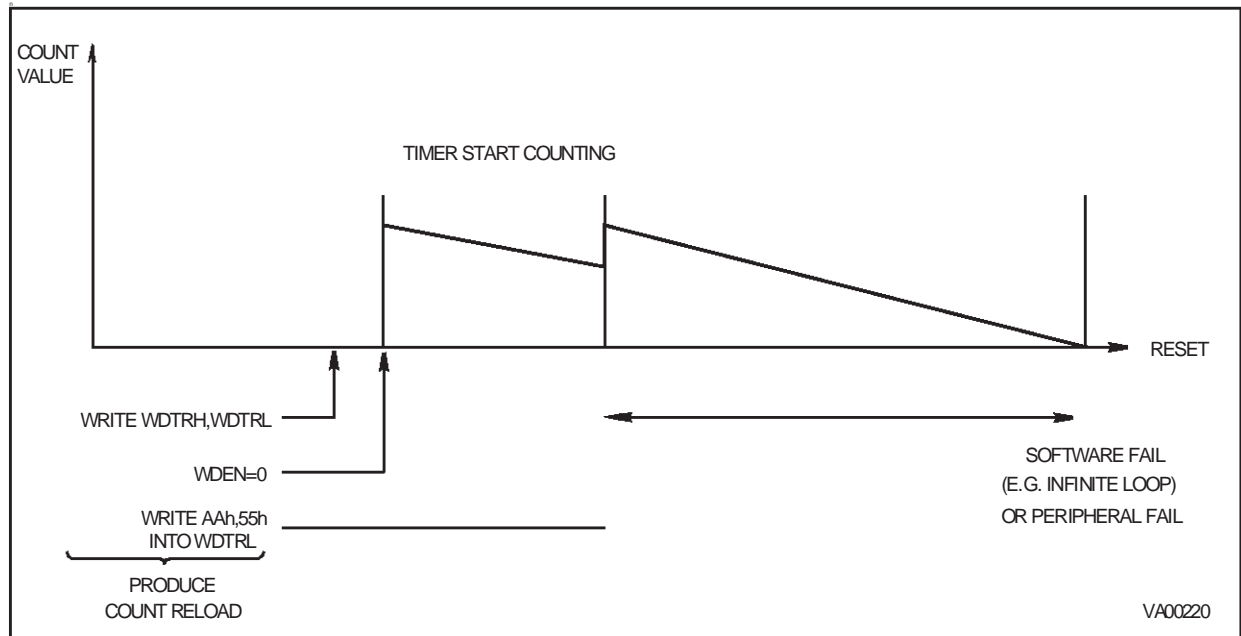 COUNT
VALUE
TIMER START COUNTING
RESET
WRITE WDTRH,WDTRL
WDEN=0
WRITE AAh,55h
INTO WDTRL
PRODUCE
COUNT RELOAD
SOFTWARE FAIL
(E.G. INFINITE LOOP)
OR PERIPHERAL FAIL
VA00220